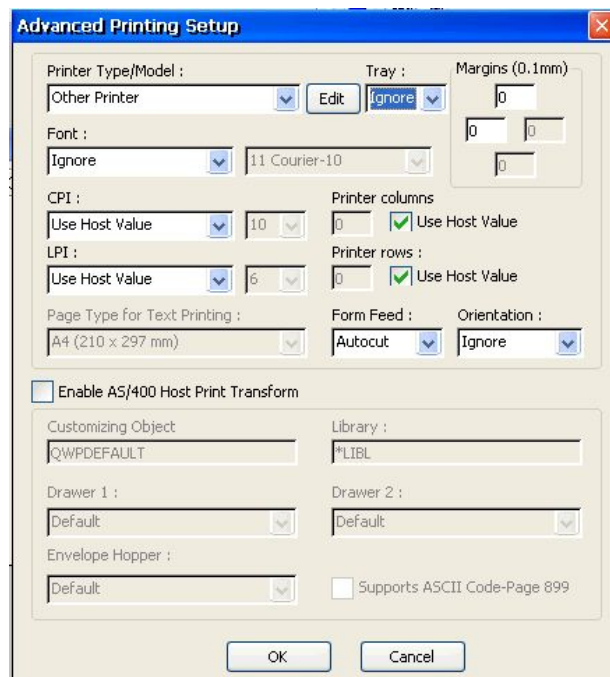 Advanced Printing Setup
Printer Type/Model : Tray : Margins (0.1mm)
Other Printer Edit Ignore 0
0 0
Font : 0
Ignore 11 Courier-10
CPI : Printer columns
Use Host Value 10 0 Use Host Value
LPI : Printer rows :
Use Host Value 6 0 Use Host Value
Page Type for Text Printing : Form Feed : Orientation :
A4 (210 x 297 mm) Autocut Ignore
Enable AS/400 Host Print Transform
Customizing Object Library :
QWPDEFAULT *LIBL
Drawer 1 : Drawer 2 :
Default Default
Envelope Hopper :
Default Supports ASCII Code-Page 899
OK Cancel